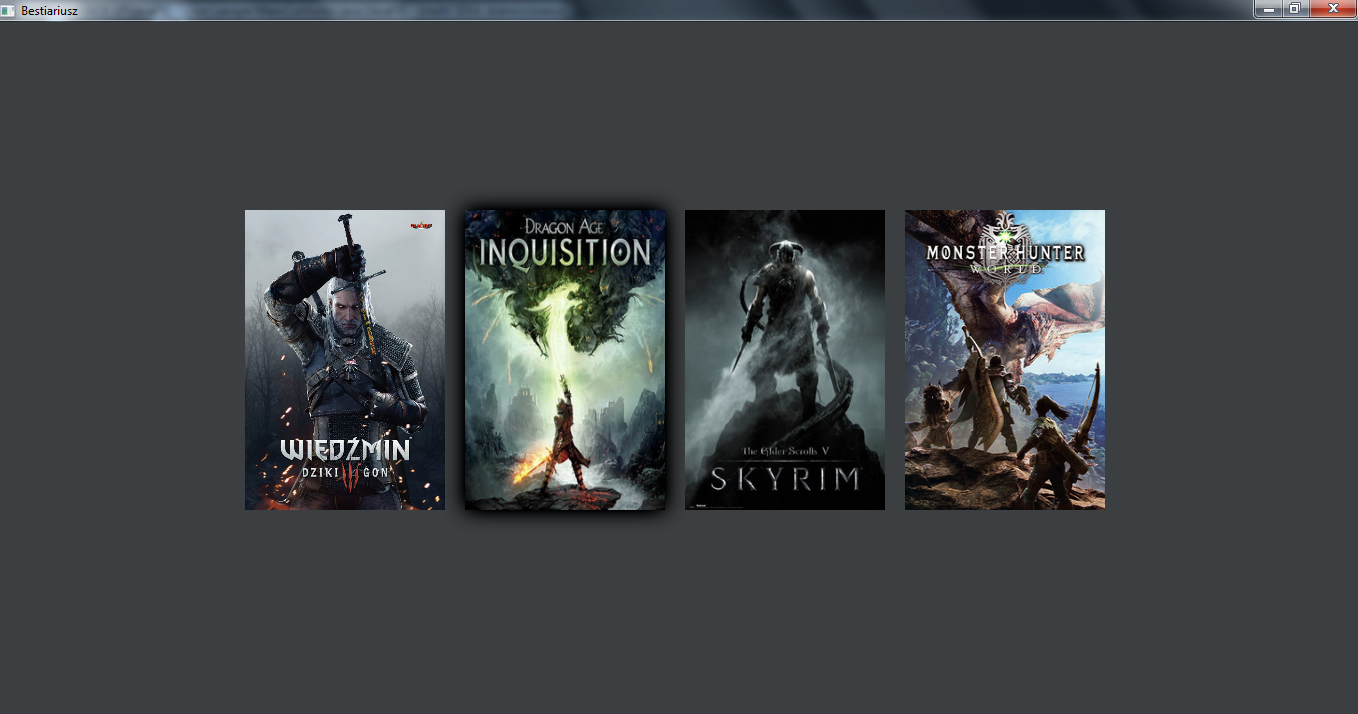 Bestiariusz
WIEDŹMIN
DZIKI GON
DRAGON AGE
INQUISITION
The Elder Scrolls V
SKYRIM
MONSTER HUNTER
WORLD